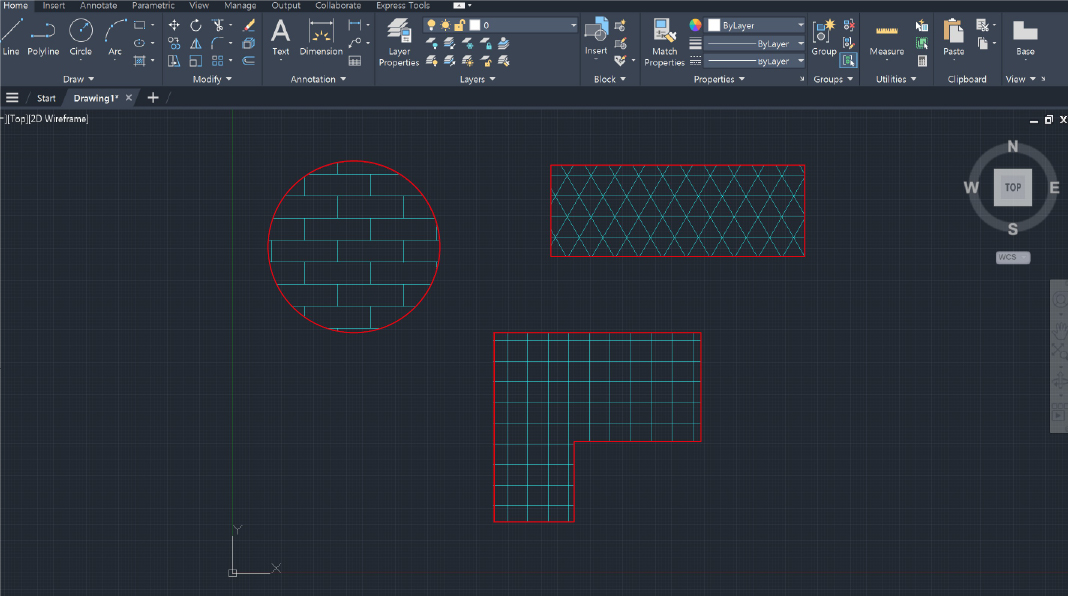 Home Insert Annotate Parametric View Manage Output Collaborate Express Tools
Line Polyline Circle Arc
Text Dimension
Layer Properties
0
Insert
Match Properties
ByLayer
ByLayer
ByLayer
Group
Measure
Paste
Base
Draw Modify Annotation Layers Block Properties Groups Utilities Clipboard View
Start Drawing1*
][Top][2D Wireframe]
N
W TOP E
S
WCS
Y
X